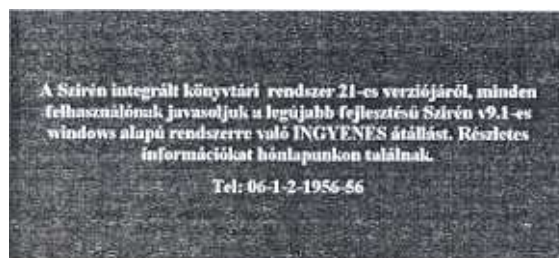 A Szirén integrált könyvtári rendszer 21-es verziójáról, minden
felhasználónak javasoljuk a legújabb fejlesztésű Szirén v9.1-es
windows alapú rendszerre való INGYENES átállást. Részletes
információkat hónlapunkon találnak.
Tel: 06-1-2-1956-56